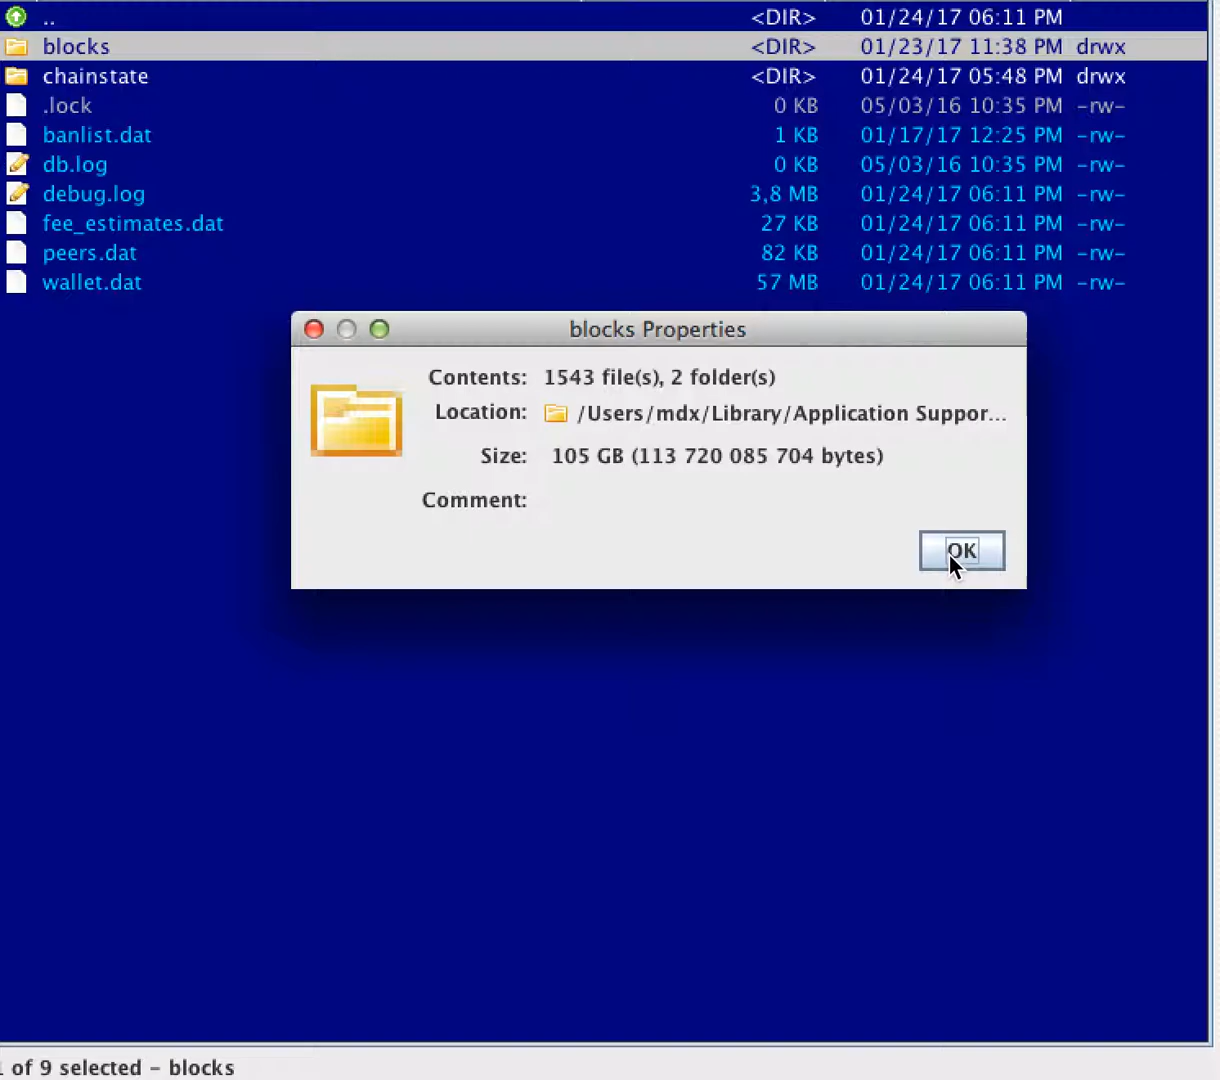 .. <DIR> 01/24/17 06:11 PM
blocks <DIR> 01/23/17 11:38 PM drwx
chainstate <DIR> 01/24/17 05:48 PM drwx
.lock 0 KB 05/03/16 10:35 PM -rw-
banlist.dat 1 KB 01/17/17 12:25 PM -rw-
db.log 0 KB 05/03/16 10:35 PM -rw-
debug.log 3,8 MB 01/24/17 06:11 PM -rw-
fee_estimates.dat 27 KB 01/24/17 06:11 PM -rw-
peers.dat 82 KB 01/24/17 06:11 PM -rw-
wallet.dat 57 MB 01/24/17 06:11 PM -rw-
blocks Properties
Contents: 1543 file(s), 2 folder(s)
Location: /Users/mdx/Library/Application Suppor...
Size: 105 GB (113 720 085 704 bytes)
Comment:
OK
of 9 selected - blocks